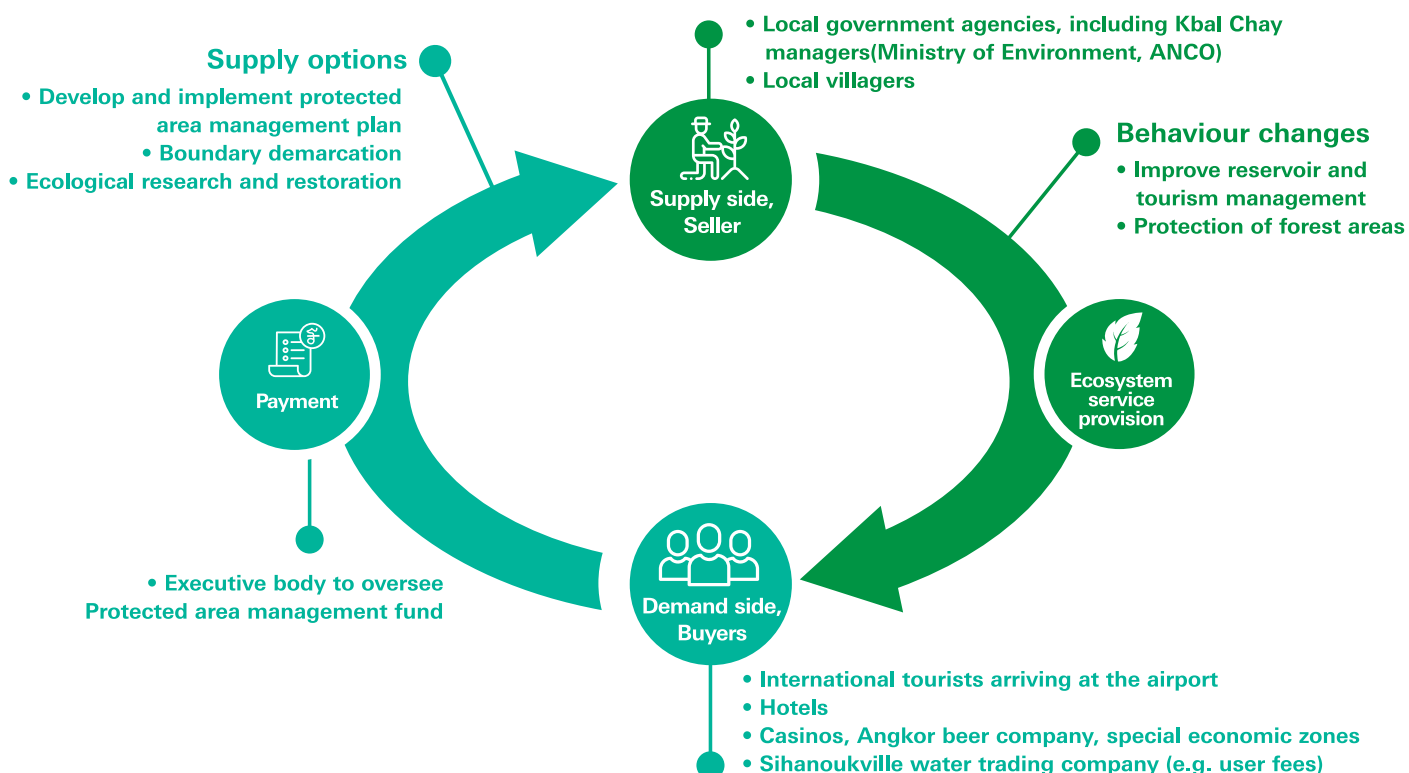 • Local government agencies, including Kbal Chay
managers(Ministry of Environment, ANCO)
• Local villagers
Supply options
• Develop and implement protected
area management plan
• Boundary demarcation
• Ecological research and restoration
Supply side,
Seller
Behaviour changes
• Improve reservoir and
tourism management
• Protection of forest areas
Payment
Ecosystem
service
provision
• Executive body to oversee
Protected area management fund
Demand side,
Buyers
• International tourists arriving at the airport
• Hotels
• Casinos, Angkor beer company, special economic zones
• Sihanoukville water trading company (e.g. user fees)